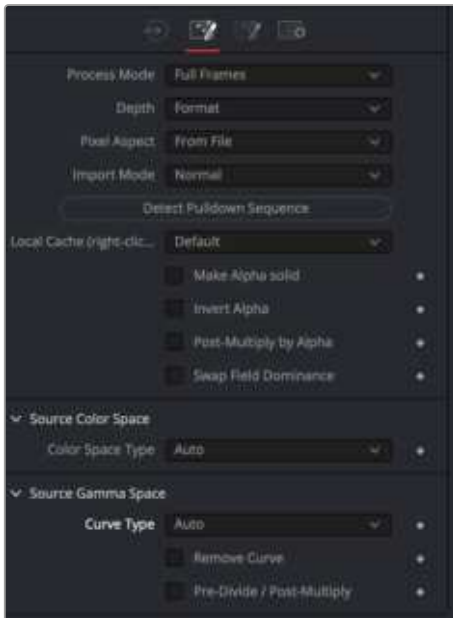 Process Mode Full Frames
Depth Format
Pixel Aspect From File
Import Mode Normal
Detect Pulldown Sequence
Local Cache (right-clic... Default
Make Alpha solid
Invert Alpha
Post-Multiply by Alpha
Swap Field Dominance
Source Color Space
Color Space Type Auto
Source Gamma Space
Curve Type Auto
Remove Curve
Pre-Divide / Post-Multiply